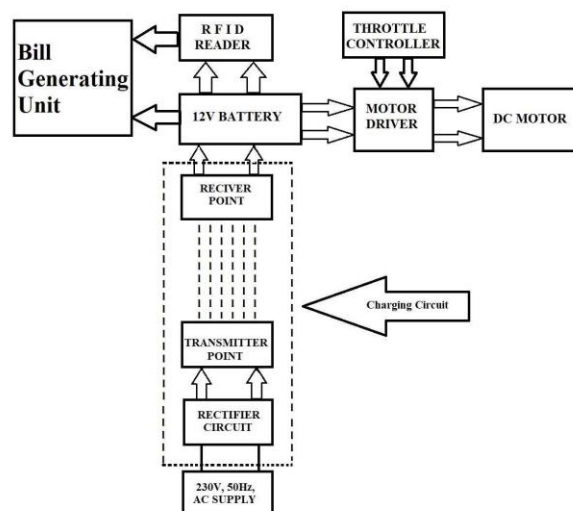 R F I D
READER
THROTTLE
CONTROLLER
Bill
Generating
Unit
12V BATTERY
MOTOR
DRIVER
DC MOTOR
RECIVER
POINT
Charging Circuit
TRANSMITTER
POINT
RECTIFIER
CIRCUIT
230V, 50Hz,
AC SUPPLY